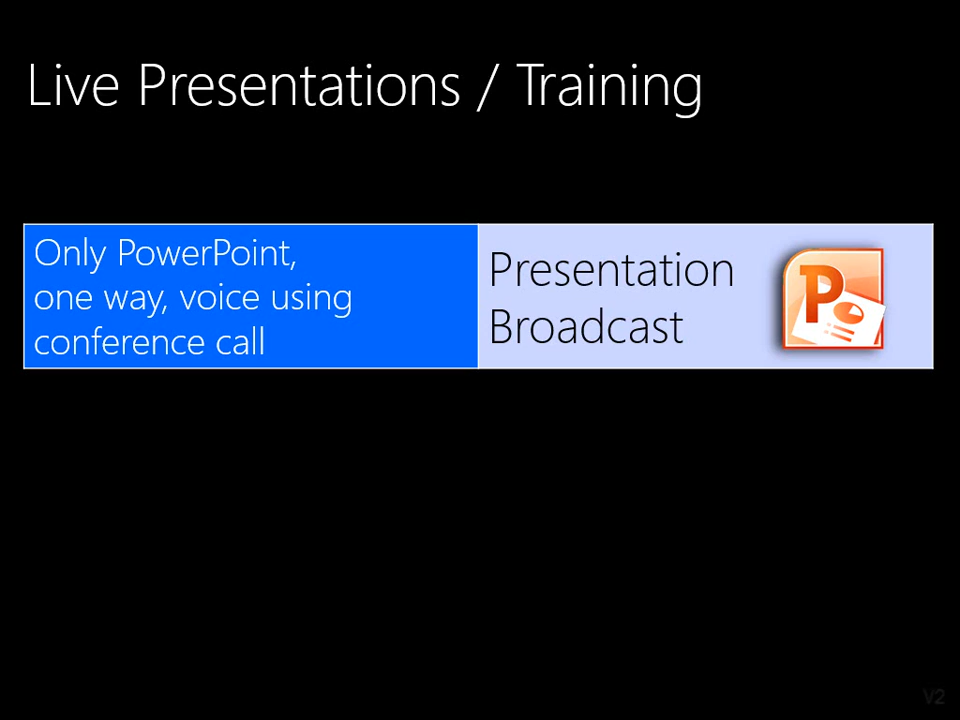 Live Presentations / Training
Only PowerPoint,
one way, voice using
conference call
Presentation
Broadcast
P
V2